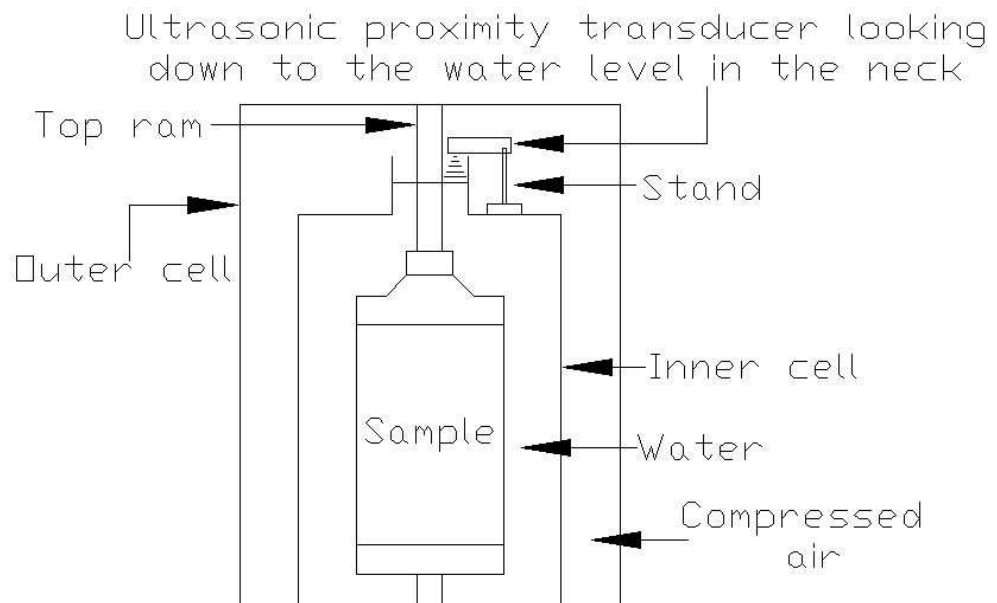 Ultrasonic proximity transducer looking
down to the water level in the neck
Top ram
Stand
Outer cell
Inner cell
Sample
Water
Compressed
air